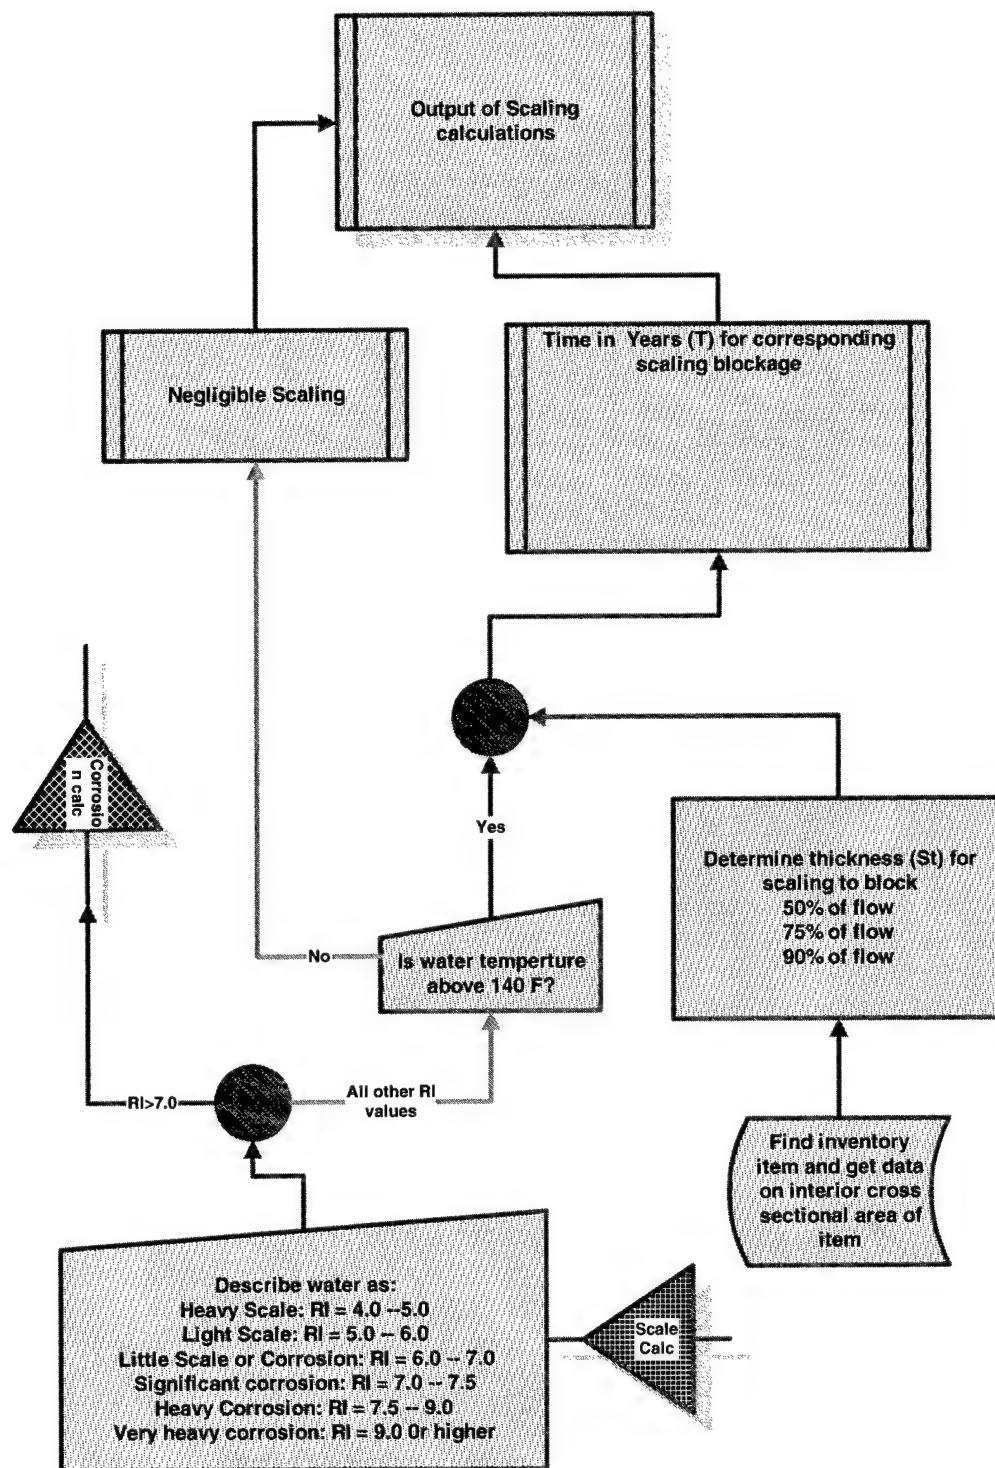 Output of Scaling
calculations
Time in Years (T) for corresponding
scaling blockage
Negligible Scaling
Corrosio
n calc
Yes
Determine thickness (St) for
scaling to block
50% of flow
75% of flow
90% of flow
No
Is water temperture
above 140 F?
RI>7.0
All other RI
values
Find inventory
item and get data
on interior cross
sectional area of
item
Describe water as:
Heavy Scale: RI = 4.0 –5.0
Light Scale: RI = 5.0 – 6.0
Little Scale or Corrosion: RI = 6.0 – 7.0
Significant corrosion: RI = 7.0 – 7.5
Heavy Corrosion: RI = 7.5 – 9.0
Very heavy corrosion: RI = 9.0 0r higher
Scale
Calc